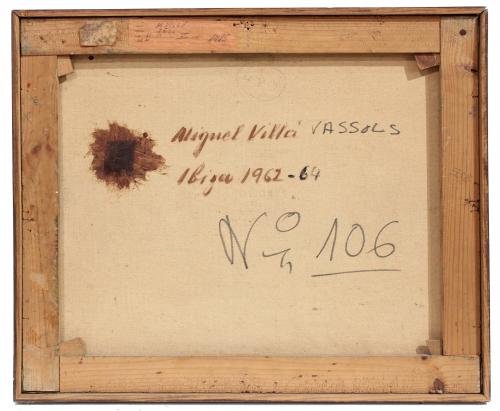 Miguel Villá VASSOLS
Ibiza 1962-64
Nº 106